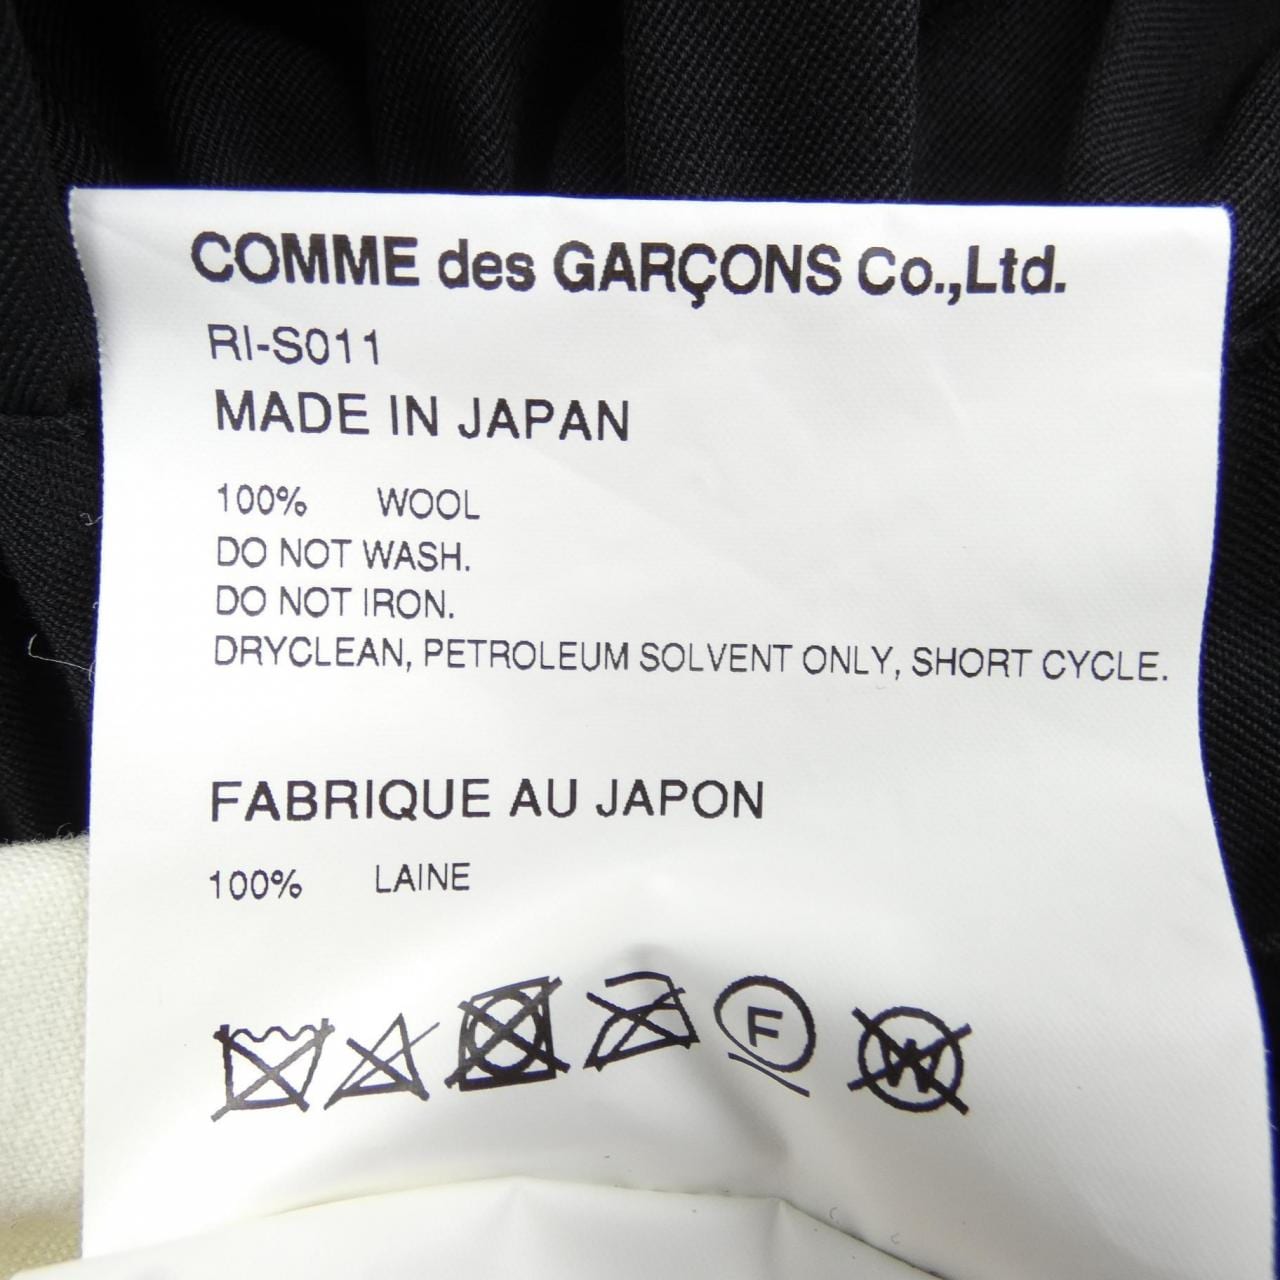 COMME des GARÇONS Co.,Ltd.
RI-S011
MADE IN JAPAN
100% WOOL
DO NOT WASH.
DO NOT IRON.
DRYCLEAN, PETROLEUM SOLVENT ONLY, SHORT CYCLE.
FABRIQUE AU JAPON
100% LAINE
F W